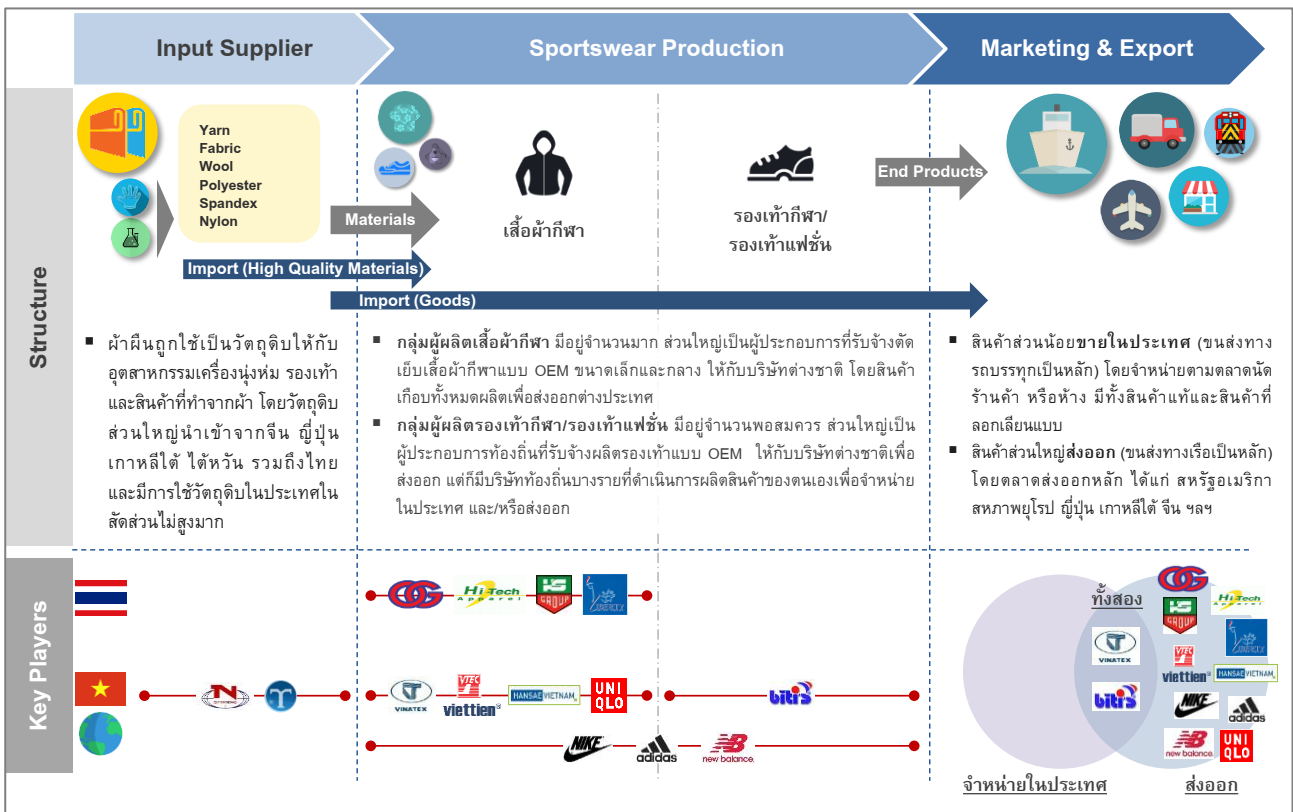 Input Supplier
Sportswear Production
Marketing & Export
Structure
Yarn
Fabric
Wool
Polyester
Spandex
Nylon
Materials
Import (High Quality Materials)
Import (Goods)
เสื้อผ้ากีฬา
รองเท้ากีฬา/
รองเท้าแฟชั่น
End Products
▪ ผ้าผืนถูกใช้เป็นวัตถุดิบให้กับ
อุตสาหกรรมเครื่องนุ่งห่ม รองเท้า
และสินค้าที่ทำจากผ้า โดยวัตถุดิบ
ส่วนใหญ่นำเข้าจากจีน ญี่ปุ่น
เกาหลีใต้ ไต้หวัน รวมถึงไทย
และมีการใช้วัตถุดิบในประเทศใน
สัดส่วนไม่สูงมาก
▪ กลุ่มผู้ผลิตเสื้อผ้ากีฬา มีอยู่จำนวนมาก ส่วนใหญ่เป็นผู้ประกอบการที่รับจ้างตัด
เย็บเสื้อผ้ากีฬาแบบ OEM ขนาดเล็กและกลาง ให้กับบริษัทต่างชาติ โดยสินค้า
เกือบทั้งหมดผลิตเพื่อส่งออกต่างประเทศ
▪ กลุ่มผู้ผลิตรองเท้ากีฬา/รองเท้าแฟชั่น มีอยู่จำนวนพอสมควร ส่วนใหญ่เป็น
ผู้ประกอบการท้องถิ่นที่รับจ้างผลิตรองเท้าแบบ OEM ให้กับบริษัทต่างชาติเพื่อ
ส่งออก แต่ก็มีบริษัทท้องถิ่นบางรายที่ดำเนินการผลิตสินค้าของตนเองเพื่อจำหน่าย
ในประเทศ และ/หรือส่งออก
▪ สินค้าส่วนน้อยขายในประเทศ (ขนส่งทาง
รถบรรทุกเป็นหลัก) โดยจำหน่ายตามตลาดนัด
ร้านค้า หรือห้าง มีทั้งสินค้าแท้และสินค้าที่
ลอกเลียนแบบ
▪ สินค้าส่วนใหญ่ส่งออก (ขนส่งทางเรือเป็นหลัก)
โดยตลาดส่งออกหลัก ได้แก่ สหรัฐอเมริกา
สหภาพยุโรป ญี่ปุ่น เกาหลีใต้ จีน ฯลฯ
Key Players
OG
Hi-Tech
Apparel
HS
GROUP
N
VINATEX
VTEC
viettien
HANSAE VIETNAM
UNI
QLO
biti's
NIKE
adidas
NB
new balance
ทั้งสอง
VINATEX
biti's
OG
Hi-Tech
Apparel
HS
GROUP
VTEC
viettien
HANSAE VIETNAM
NIKE
adidas
NB
new balance
UNI
QLO
จำหน่ายในประเทศ
ส่งออก